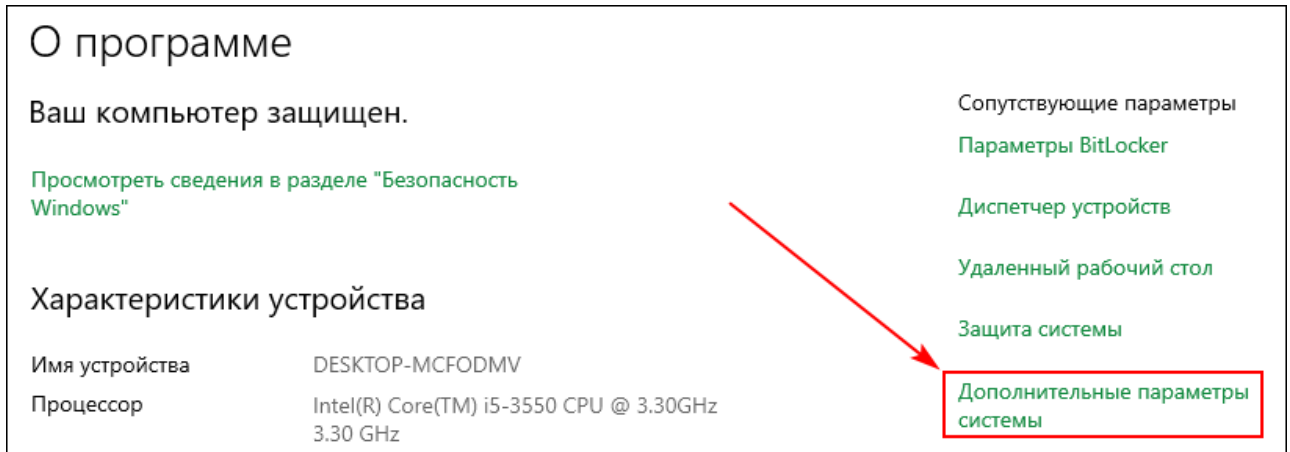 О программе
Ваш компьютер защищен.
Просмотреть сведения в разделе "Безопасность
Windows"
Характеристики устройства
Имя устройства DESKTOP-MCFODMV
Процессор Intel(R) Core(TM) i5-3550 CPU @ 3.30GHz
3.30 GHz
Сопутствующие параметры
Параметры BitLocker
Диспетчер устройств
Удаленный рабочий стол
Защита системы
Дополнительные параметры
системы